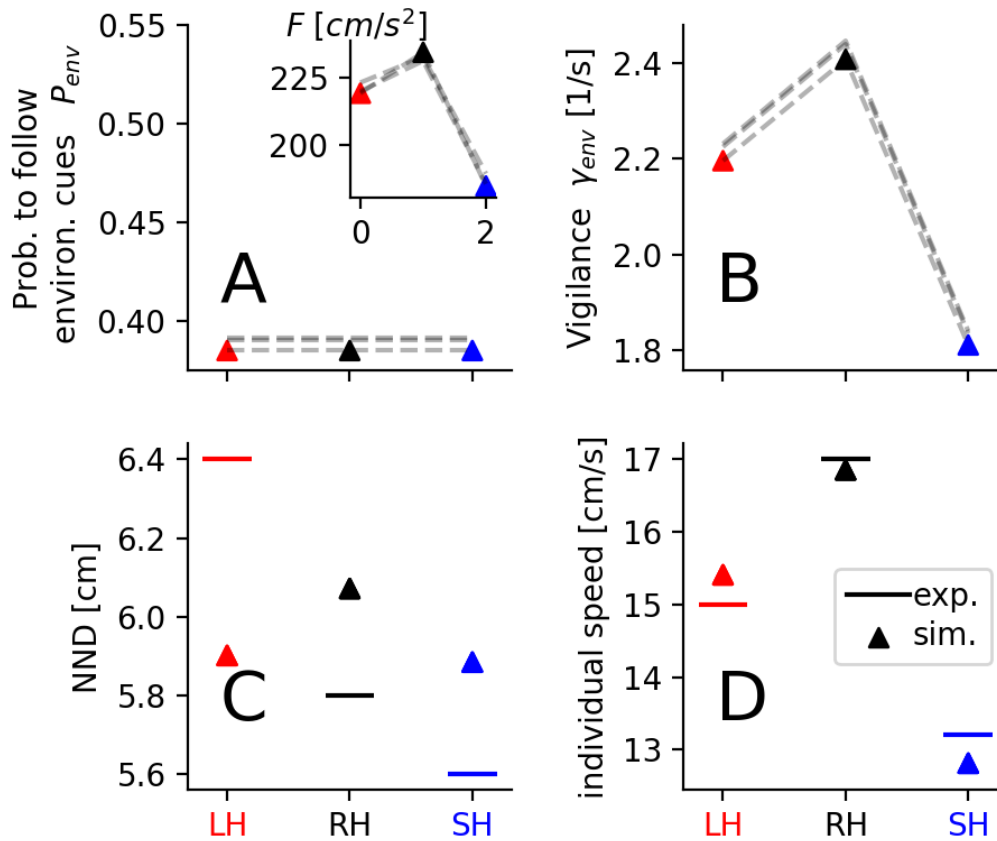 Prob. to follow
environ. cues P_env
0.55
0.50
0.45
0.40
F [cm/s²]
225
200
0
2
A
Vigilance γ_env [1/s]
2.4
2.2
2.0
1.8
B
NND [cm]
6.4
6.2
6.0
5.8
5.6
C
LH
RH
SH
individual speed [cm/s]
17
16
15
14
13
exp.
sim.
D
LH
RH
SH